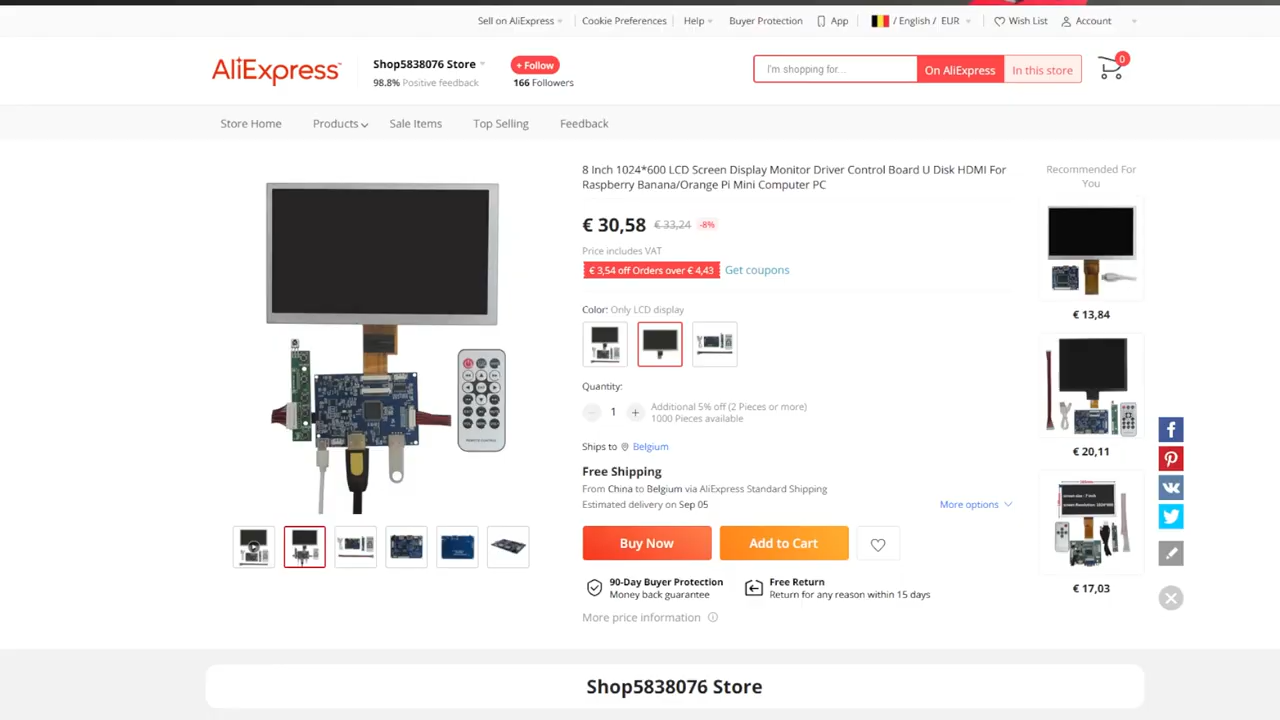 Sell on AliExpress
Cookie Preferences
Help
Buyer Protection
App
/ English / EUR
Wish List
Account
AliExpress
Shop5838076 Store
98.8% Positive feedback
+ Follow
166 Followers
I'm shopping for...
On AliExpress
In this store
0
Store Home
Products
Sale Items
Top Selling
Feedback
8 Inch 1024*600 LCD Screen Display Monitor Driver Control Board U Disk HDMI For
Raspberry Banana/Orange Pi Mini Computer PC
€ 30,58 € 33,24 -8%
Price includes VAT
€ 3,54 off Orders over € 4,43 Get coupons
Color: Only LCD display
Quantity:
1
Additional 5% off (2 Pieces or more)
1000 Pieces available
Ships to Belgium
Free Shipping
From China to Belgium via AliExpress Standard Shipping
Estimated delivery on Sep 05
More options
Buy Now
Add to Cart
90-Day Buyer Protection
Money back guarantee
Free Return
Return for any reason within 15 days
More price information
Recommended For
You
€ 13,84
€ 20,11
€ 17,03
Shop5838076 Store